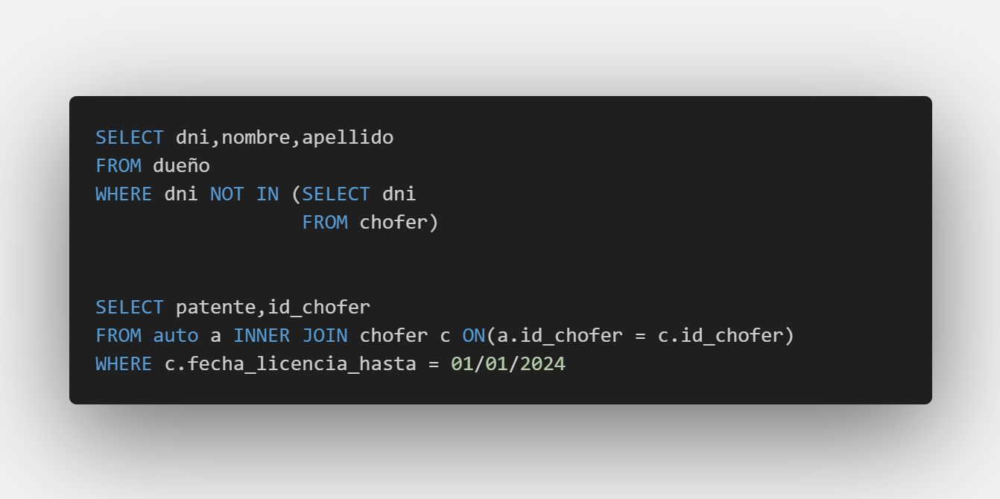 SELECT dni,nombre,apellido
FROM dueño
WHERE dni NOT IN (SELECT dni
                  FROM chofer)
SELECT patente,id_chofer
FROM auto a INNER JOIN chofer c ON(a.id_chofer = c.id_chofer)
WHERE c.fecha_licencia_hasta = 01/01/2024